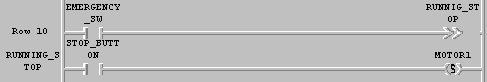 EMERGENCY
_SW
RUNNIG_ST
OP
Row 10
STOP_BUTT
ON
RUNNING_S
TOP
MOTOR1
S